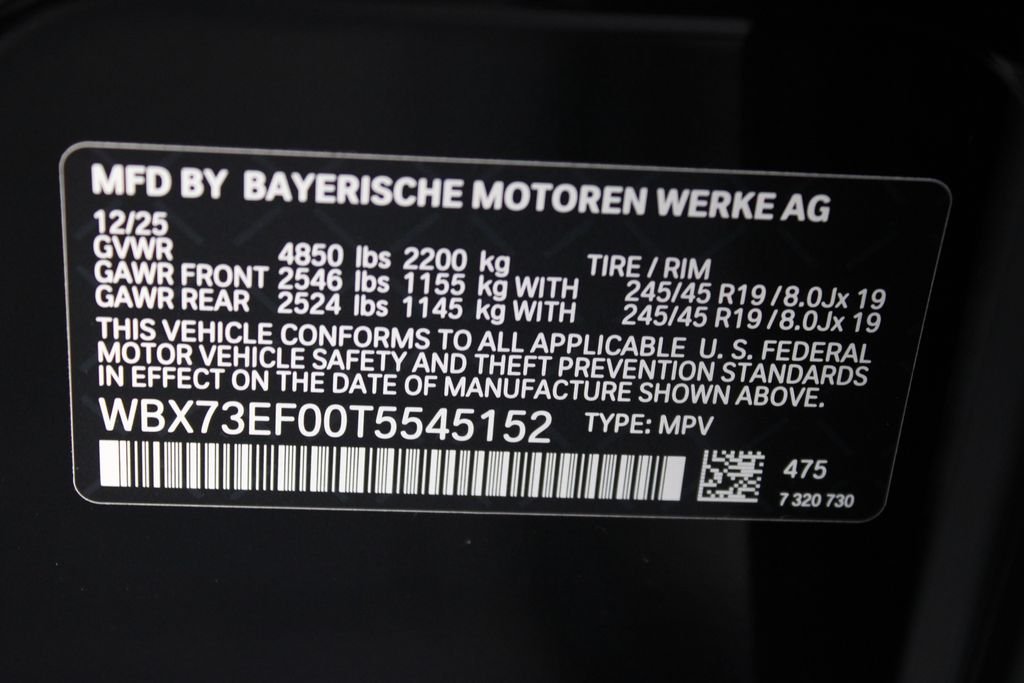 MFD BY BAYERISCHE MOTOREN WERKE AG
12/25
GVWR 4850 lbs 2200 kg TIRE / RIM
GAWR FRONT 2546 lbs 1155 kg WITH 245/45 R19 / 8.0Jx 19
GAWR REAR 2524 lbs 1145 kg WITH 245/45 R19 / 8.0Jx 19
THIS VEHICLE CONFORMS TO ALL APPLICABLE U. S. FEDERAL
MOTOR VEHICLE SAFETY AND THEFT PREVENTION STANDARDS
IN EFFECT ON THE DATE OF MANUFACTURE SHOWN ABOVE.
WBX73EF00T5545152 TYPE: MPV
475
7 320 730